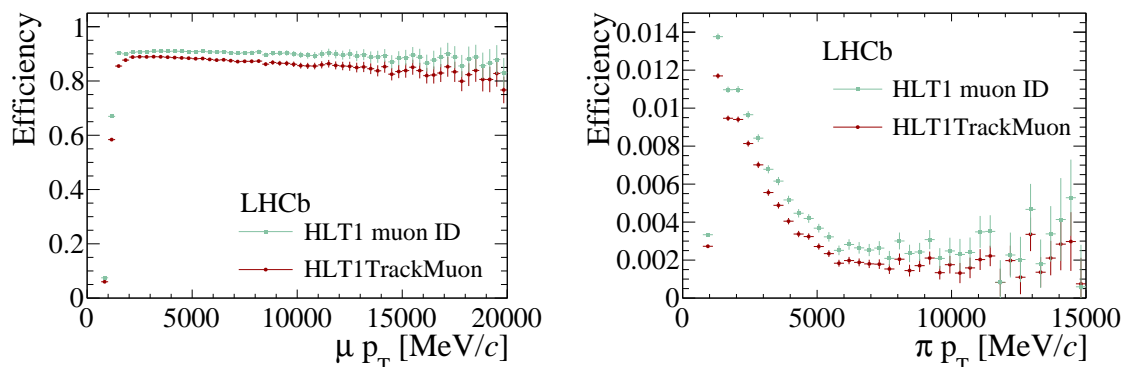 Efficiency
1
0.8
0.6
0.4
0.2
0
LHCb
HLT1 muon ID
HLT1TrackMuon
0 5000 10000 15000 20000
μ p_T [MeV/c]
Efficiency
0.014
0.012
0.01
0.008
0.006
0.004
0.002
0.000
LHCb
HLT1 muon ID
HLT1TrackMuon
0 5000 10000 15000
π p_T [MeV/c]